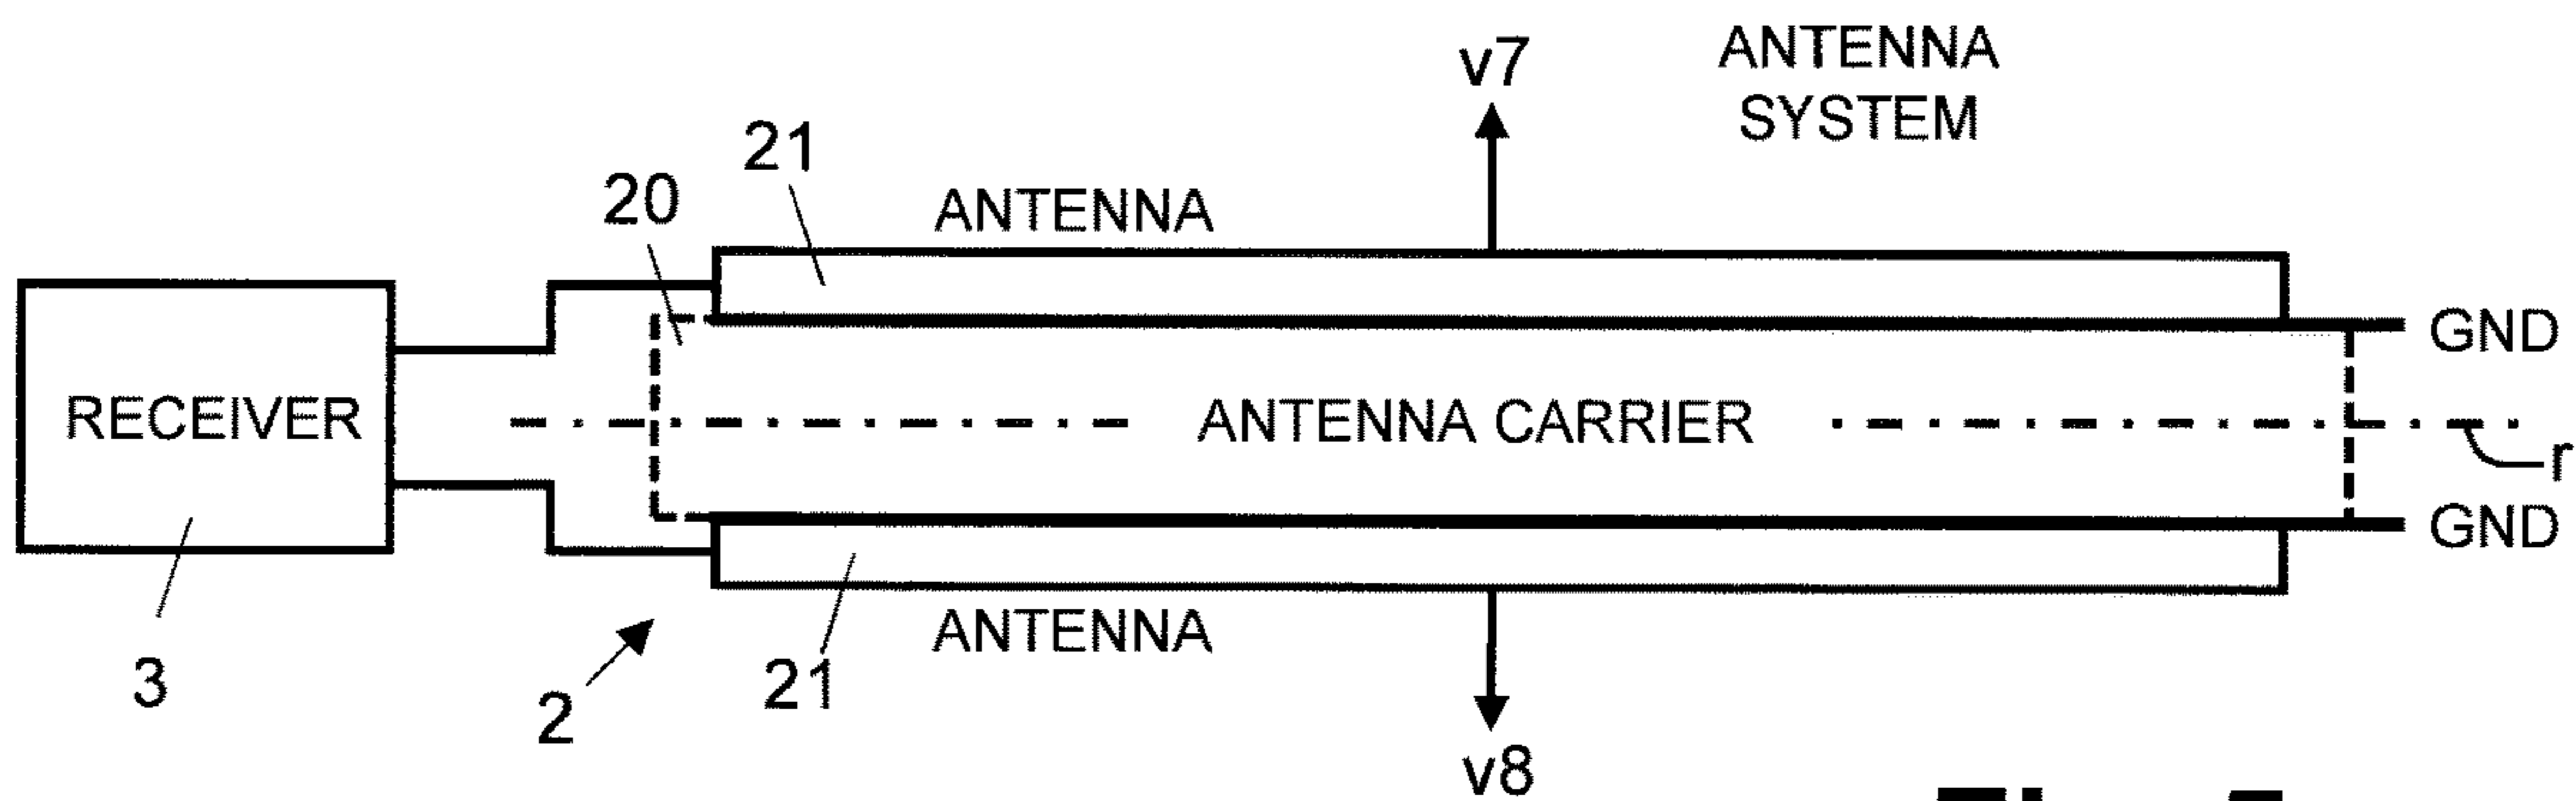 v7
ANTENNA
SYSTEM
21
20
ANTENNA
GND
RECEIVER
ANTENNA CARRIER
r
GND
ANTENNA
3
2
21
v8